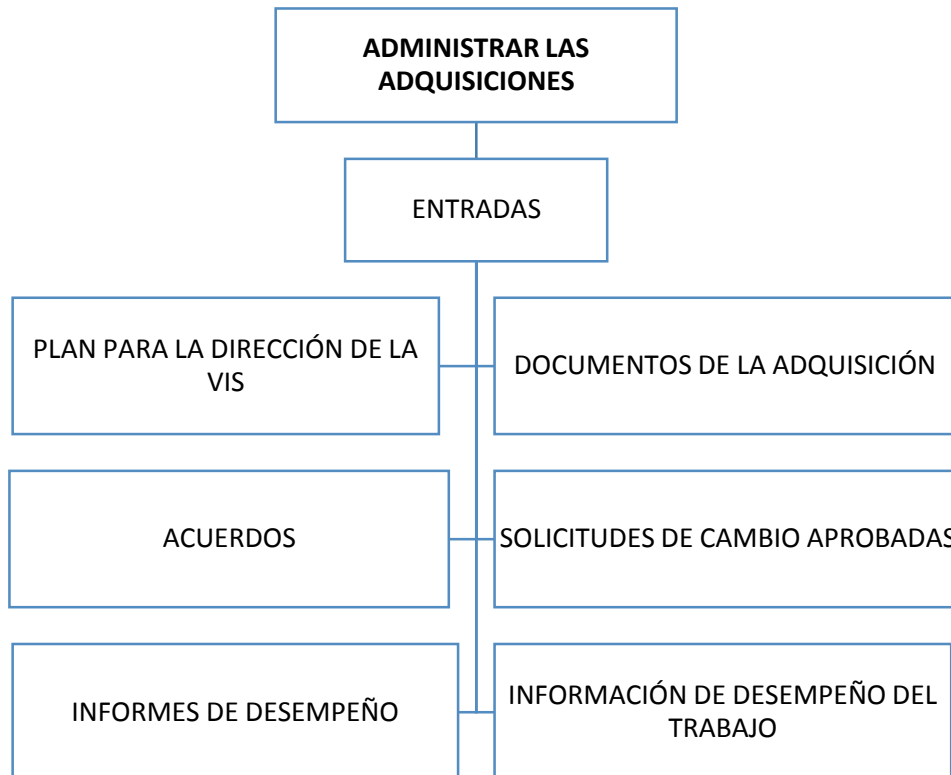 ADMINISTRAR LAS
ADQUISICIONES
ENTRADAS
PLAN PARA LA DIRECCIÓN DE LA
VIS
DOCUMENTOS DE LA ADQUISICIÓN
ACUERDOS
SOLICITUDES DE CAMBIO APROBADAS
INFORMES DE DESEMPEÑO
INFORMACIÓN DE DESEMPEÑO DEL
TRABAJO